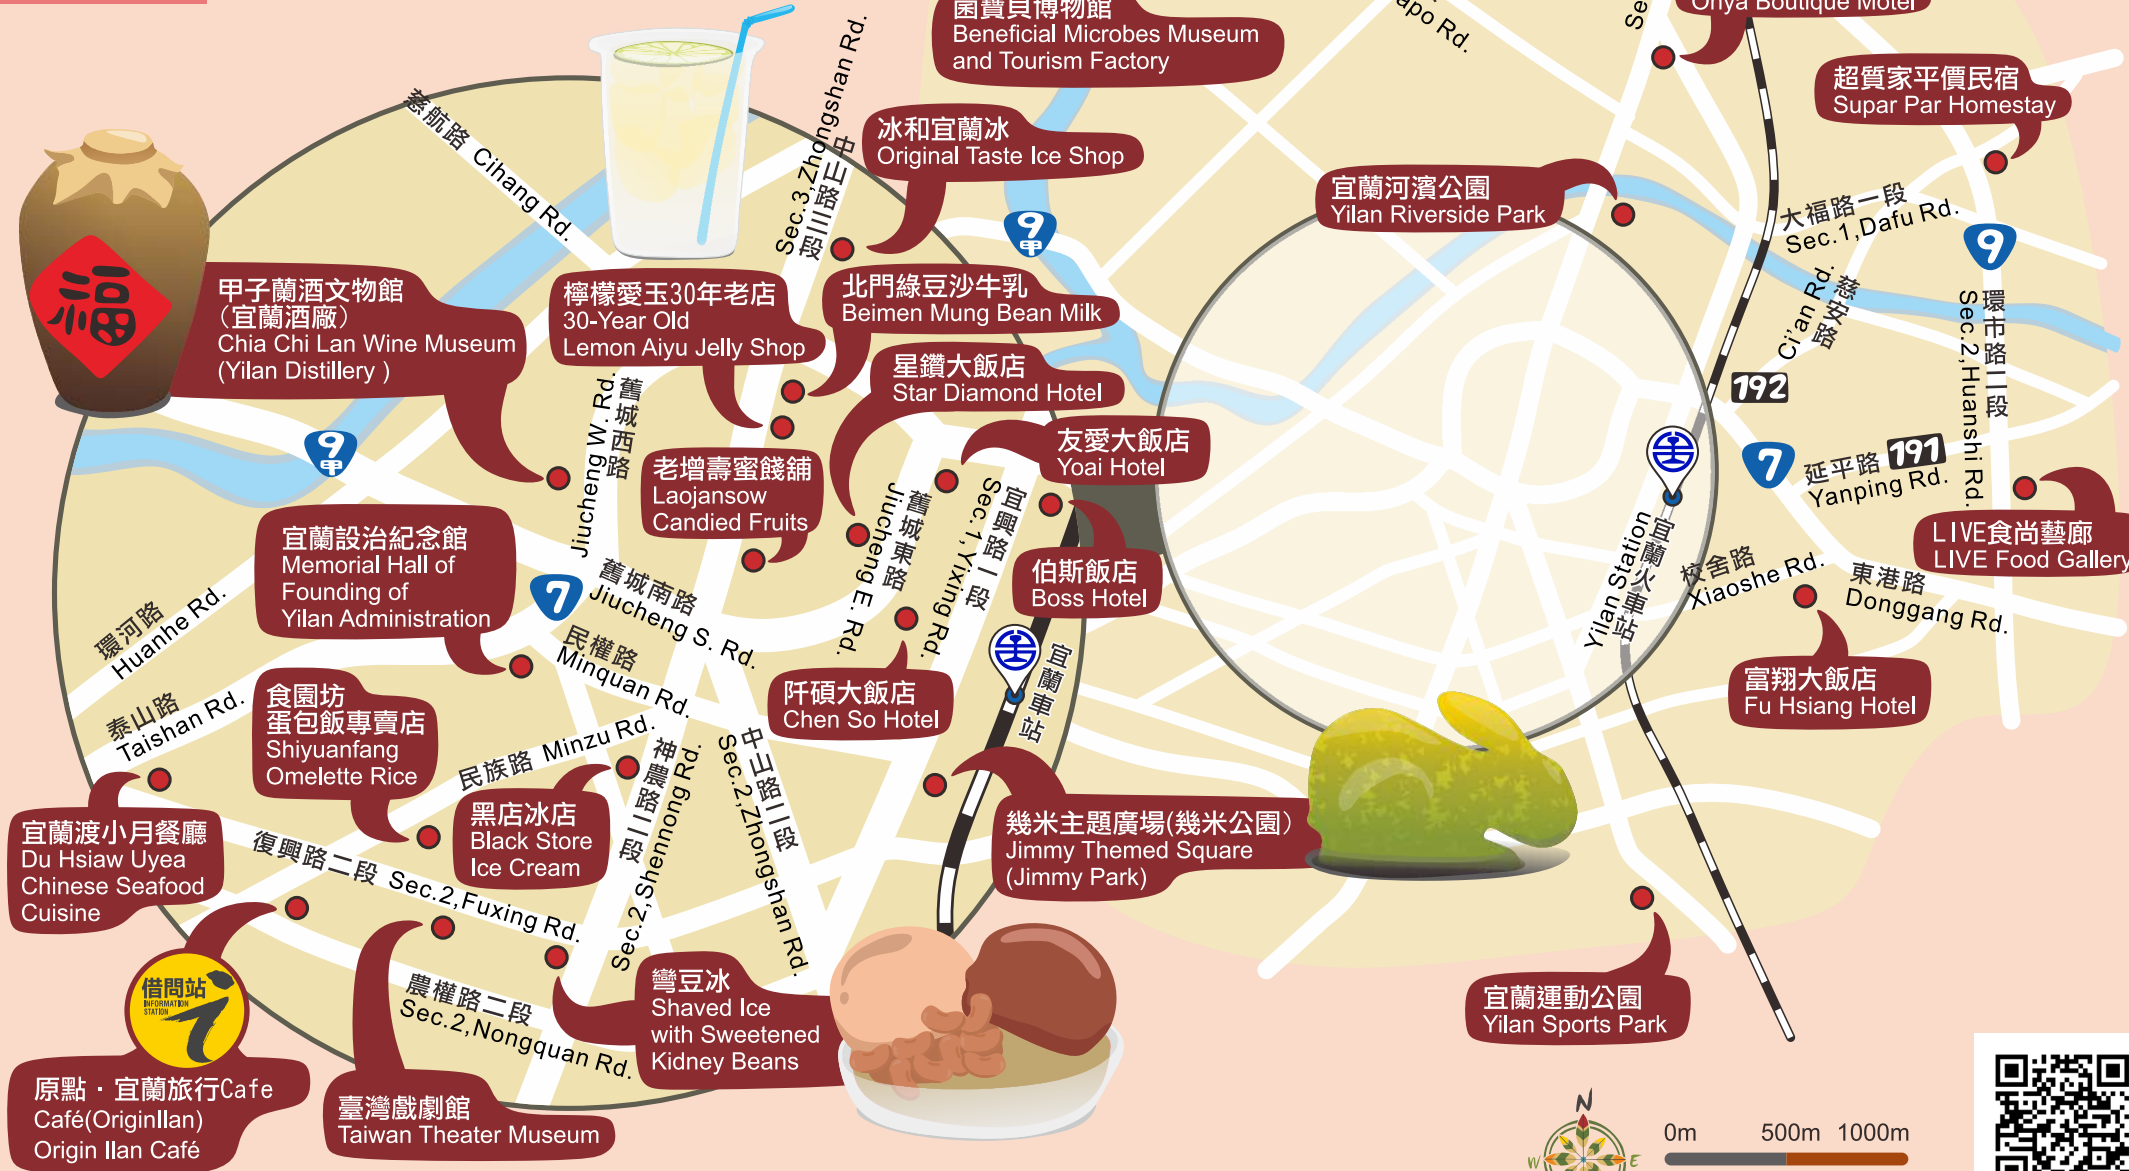 菌寶貝博物館
Beneficial Microbes Museum
and Tourism Factory
apo Rd.
Se
Onya Boutique Motel
超質家平價民宿
Supar Par Homestay
慈航路 Cihang Rd.
Sec.3,Zhongshan Rd.
中山路三段
冰和宜蘭冰
Original Taste Ice Shop
9甲
宜蘭河濱公園
Yilan Riverside Park
大福路一段
Sec.1,Dafu Rd.
9
福
甲子蘭酒文物館
（宜蘭酒廠）
Chia Chi Lan Wine Museum
(Yilan Distillery )
檸檬愛玉30年老店
30-Year Old
Lemon Aiyu Jelly Shop
北門綠豆沙牛乳
Beimen Mung Bean Milk
星鑽大飯店
Star Diamond Hotel
慈安路
Ci'an Rd.
環市路二段
Sec.2,Huanshi Rd.
192
9甲
舊城西路
Jiucheng W. Rd.
老增壽蜜餞舖
Laojansow
Candied Fruits
友愛大飯店
Yoai Hotel
7
延平路 191
Yanping Rd.
舊城東路
Jiucheng E. Rd.
宜興路一段
Sec.1,Yixing Rd.
伯斯飯店
Boss Hotel
宜蘭火車站
Yilan Station
LIVE食尚藝廊
LIVE Food Gallery
校舍路
Xiaoshe Rd.
東港路
Donggang Rd.
宜蘭設治紀念館
Memorial Hall of
Founding of
Yilan Administration
7
舊城南路
Jiucheng S. Rd.
民權路
Minquan Rd.
環河路
Huanhe Rd.
泰山路
Taishan Rd.
食園坊
蛋包飯專賣店
Shiyuanfang
Omelette Rice
阡碩大飯店
Chen So Hotel
宜蘭車站
富翔大飯店
Fu Hsiang Hotel
民族路 Minzu Rd.
神農路二段
Sec.2,Shennong Rd.
中山路二段
Sec.2,Zhongshan Rd.
黑店冰店
Black Store
Ice Cream
幾米主題廣場(幾米公園）
Jimmy Themed Square
(Jimmy Park)
宜蘭渡小月餐廳
Du Hsiaw Uyea
Chinese Seafood
Cuisine
復興路二段 Sec.2,Fuxing Rd.
農權路二段
Sec.2,Nongquan Rd.
彎豆冰
Shaved Ice
with Sweetened
Kidney Beans
宜蘭運動公園
Yilan Sports Park
借問站
INFORMATION
STATION
原點・宜蘭旅行Cafe
Café(OriginIlan)
Origin Ilan Café
臺灣戲劇館
Taiwan Theater Museum
N
W E
0m 500m 1000m